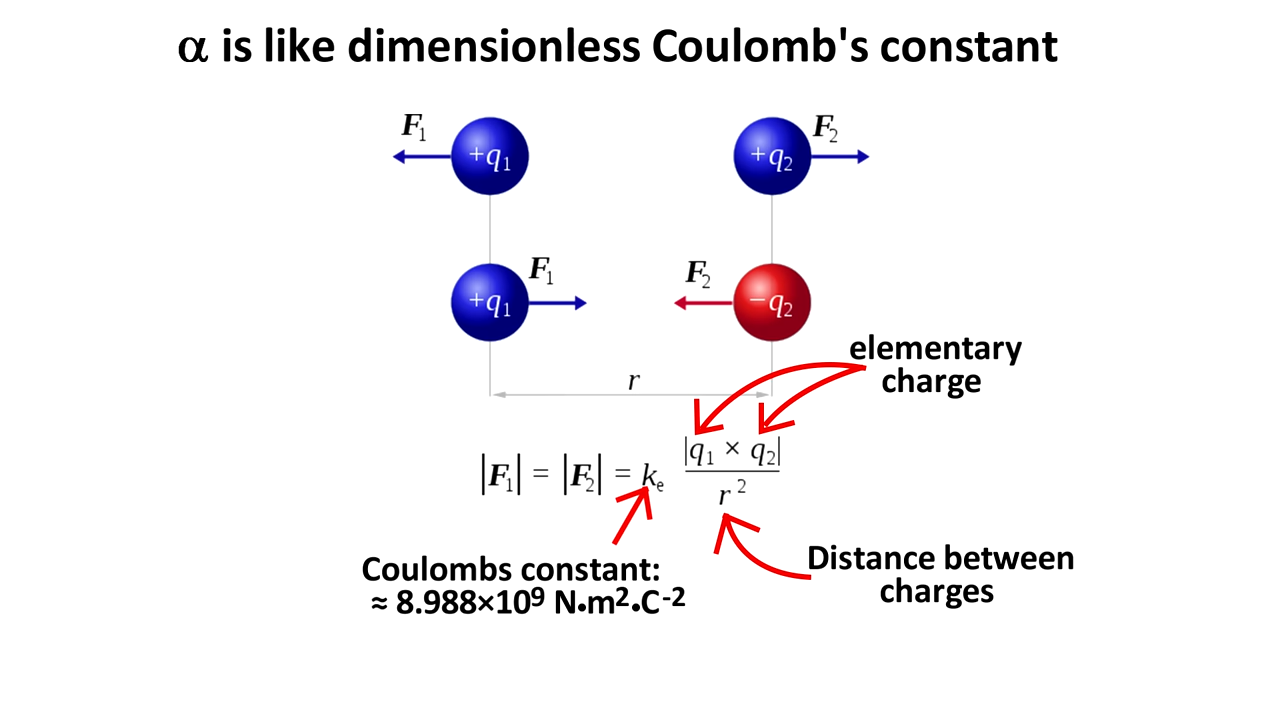 α is like dimensionless Coulomb's constant
F₁ +q₁ +q₂ F₂
+q₁ F₁ F₂ −q₂
elementary
charge
r
|F₁| = |F₂| = kₑ |q₁ × q₂| / r²
Coulombs constant:
≈ 8.988×10⁹ N•m²•C⁻²
Distance between
charges